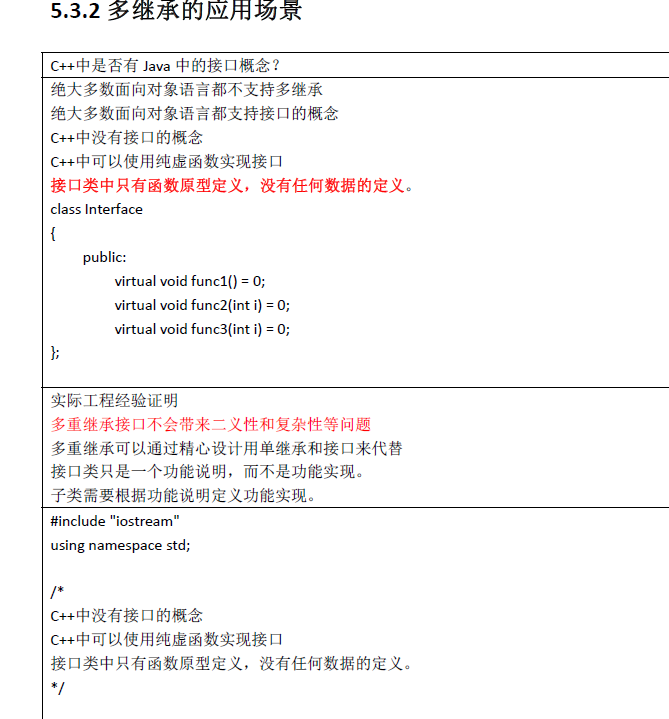 5.3.2 多继承的应用场景
C++中是否有 Java 中的接口概念？
绝大多数面向对象语言都不支持多继承
绝大多数面向对象语言都支持接口的概念
C++中没有接口的概念
C++中可以使用纯虚函数实现接口
接口类中只有函数原型定义，没有任何数据的定义。
class Interface
{
public:
virtual void func1() = 0;
virtual void func2(int i) = 0;
virtual void func3(int i) = 0;
};
实际工程经验证明
多重继承接口不会带来二义性和复杂性等问题
多重继承可以通过精心设计用单继承和接口来代替
接口类只是一个功能说明，而不是功能实现。
子类需要根据功能说明定义功能实现。
#include "iostream"
using namespace std;
/*
C++中没有接口的概念
C++中可以使用纯虚函数实现接口
接口类中只有函数原型定义，没有任何数据的定义。
*/